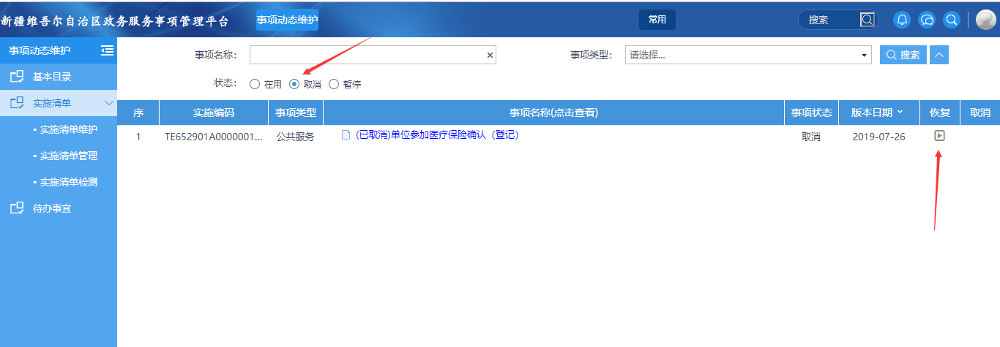 新疆维吾尔自治区政务服务事项管理平台 事项动态维护 常用 搜索
事项动态维护
基本目录
实施清单
▪ 实施清单维护
▪ 实施清单管理
▪ 实施清单检测
待办事宜
事项名称: 事项类型: 请选择... 搜索
状态: 在用 取消 暂停
序 实施编码 事项类型 事项名称(点击查看) 事项状态 版本日期 恢复 取消
1 TE652901A0000001... 公共服务 (已取消)单位参加医疗保险确认（登记） 取消 2019-07-26